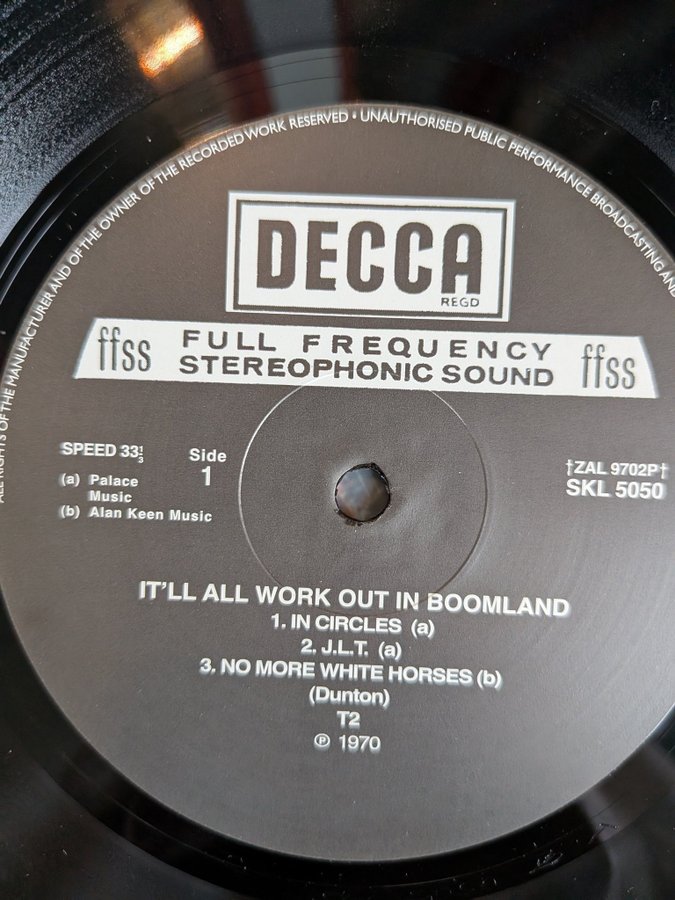 ALL RIGHTS OF THE MANUFACTURER AND OF THE OWNER OF THE RECORDED WORK RESERVED • UNAUTHORISED PUBLIC PERFORMANCE BROADCASTING AND
DECCA
REGD
ffss FULL FREQUENCY STEREOPHONIC SOUND ffss
SPEED 33⅓
Side
1
(a) Palace
Music
(b) Alan Keen Music
†ZAL 9702P†
SKL 5050
IT'LL ALL WORK OUT IN BOOMLAND
1. IN CIRCLES (a)
2. J.L.T. (a)
3. NO MORE WHITE HORSES (b)
(Dunton)
T2
℗ 1970